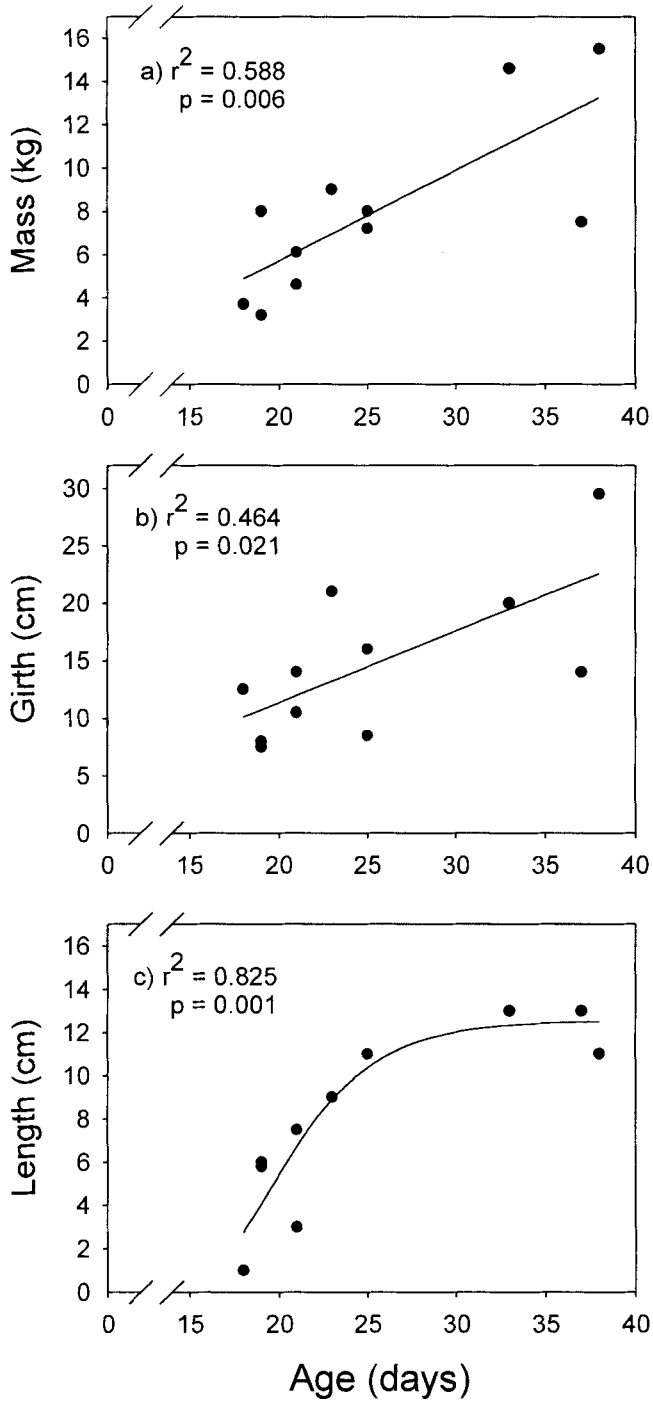 16
a) r2 = 0.588
14
p = 0.006
12
10
8
6
4
2
0
Mass (kg)
0 15 20 25 30 35 40
30
b) r2 = 0.464
p = 0.021
25
20
15
10
5
0
Girth (cm)
0 15 20 25 30 35 40
16
c) r2 = 0.825
14
p = 0.001
12
10
8
6
4
2
0
Length (cm)
0 15 20 25 30 35 40
Age (days)